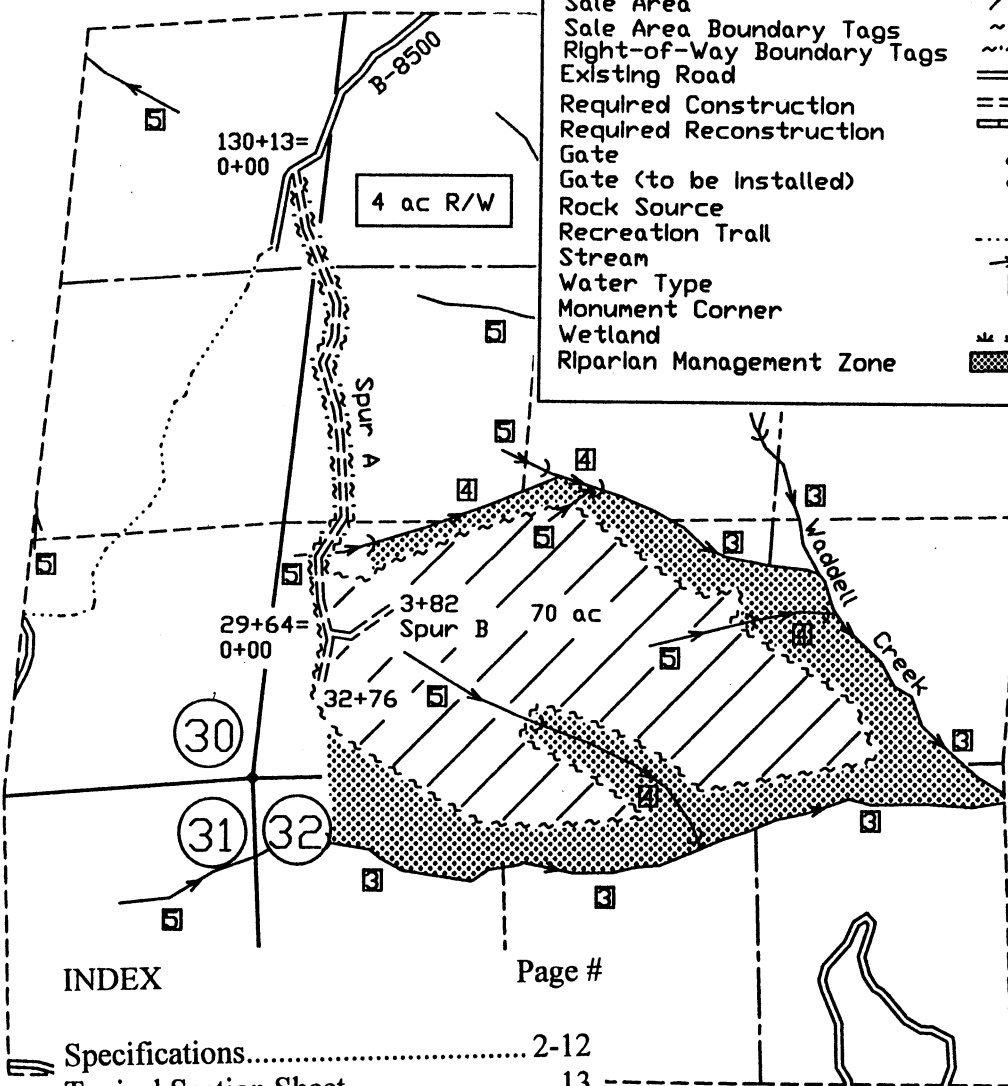 Sale Area
Sale Area Boundary Tags
Right-of-Way Boundary Tags
Existing Road
Required Construction
Required Reconstruction
Gate
Gate (to be Installed)
Rock Source
Recreation Trail
Stream
Water Type
Monument Corner
Wetland
Riparian Management Zone
B-8500
5
130+13=
0+00
4 ac R/W
5
Spur A
5
4
4
3
5
3
Waddell
Creek
5
5
3+82
Spur B
70 ac
29+64=
0+00
4
5
5
32+76
30
3
4
31
32
3
3
3
5
INDEX
Page #
Specifications.............................. 2-12
Typical Section Sheet
13